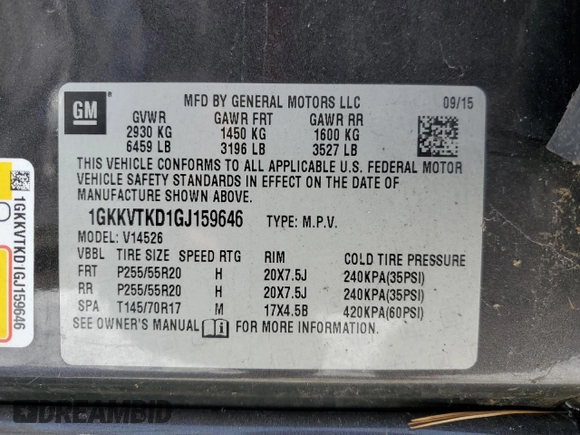 GM
MFD BY GENERAL MOTORS LLC 09/15
GVWR GAWR FRT GAWR RR
2930 KG 1450 KG 1600 KG
6459 LB 3196 LB 3527 LB
THIS VEHICLE CONFORMS TO ALL APPLICABLE U.S. FEDERAL MOTOR
VEHICLE SAFETY STANDARDS IN EFFECT ON THE DATE OF
MANUFACTURE SHOWN ABOVE.
1GKKVTKD1GJ159646 TYPE: M.P.V.
MODEL: V14526
VBBL TIRE SIZE SPEED RTG RIM COLD TIRE PRESSURE
FRT P255/55R20 H 20X7.5J 240KPA(35PSI)
RR P255/55R20 H 20X7.5J 240KPA(35PSI)
SPA T145/70R17 M 17X4.5B 420KPA(60PSI)
SEE OWNER'S MANUAL i FOR MORE INFORMATION.
1GKKVTKD1GJ159646
DREAMBID